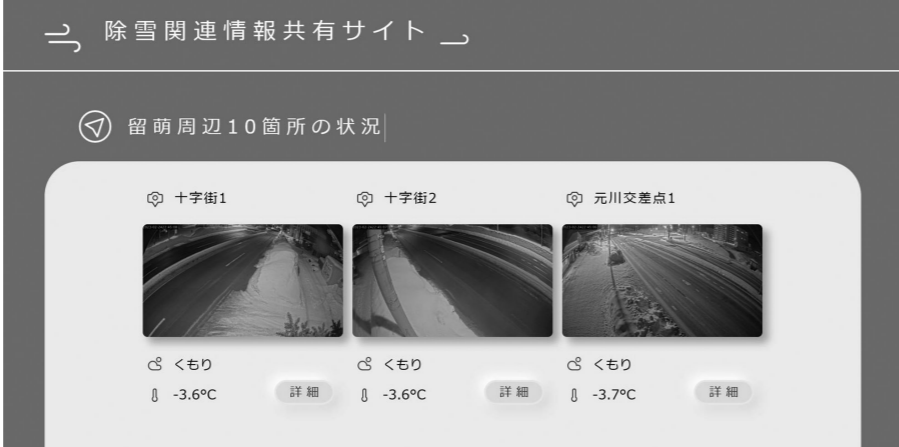 除雪関連情報共有サイト
留萌周辺10箇所の状況
十字街1 十字街2 元川交差点1
くもり くもり くもり
-3.6℃ 詳細 -3.6℃ 詳細 -3.7℃ 詳細